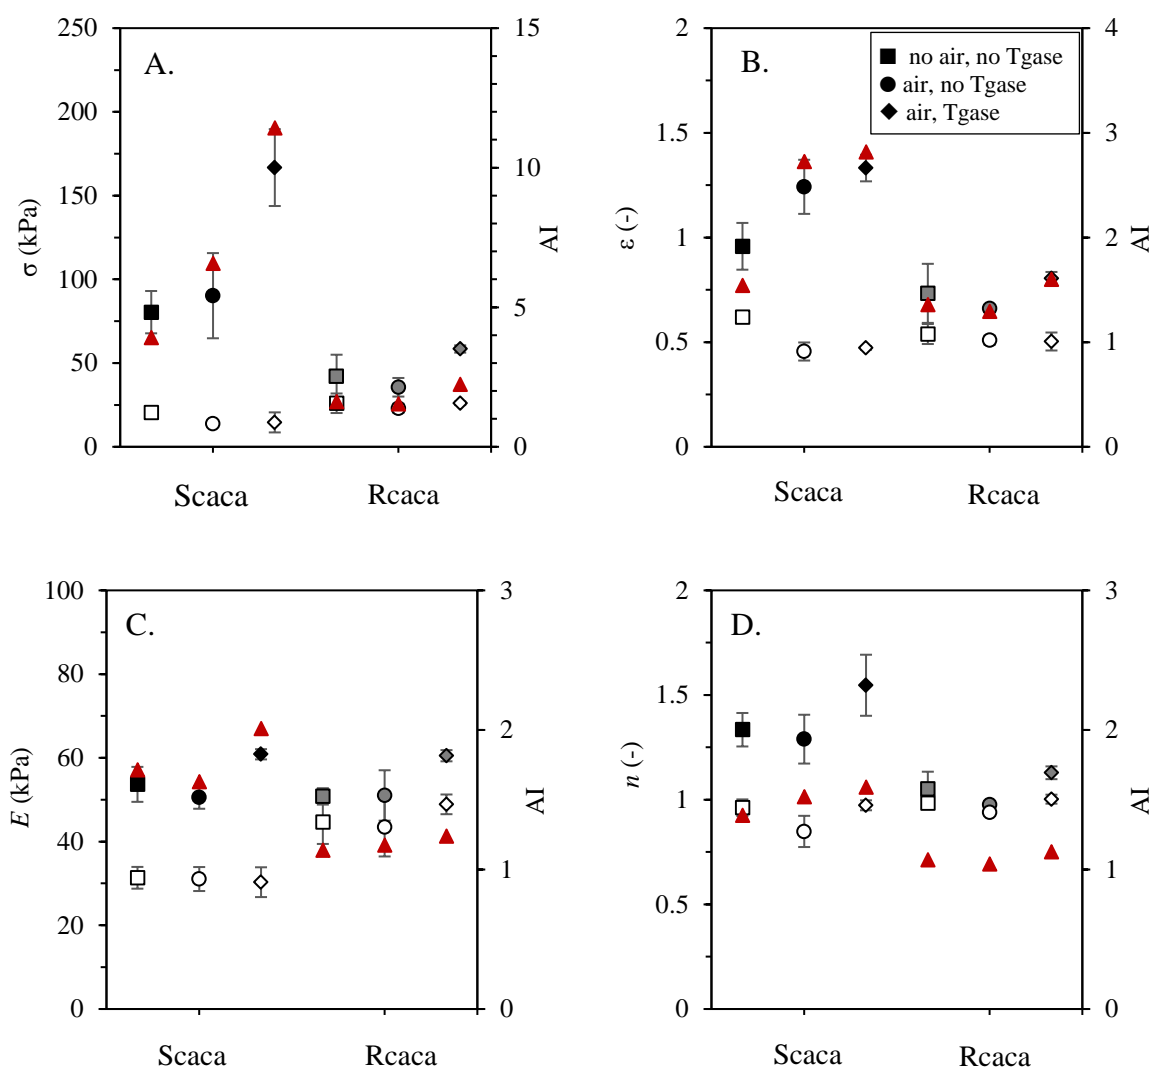 A.
250
200
150
100
50
0
σ (kPa)
15
10
5
0
AI
Scaca
Rcaca
B.
no air, no Tgase
air, no Tgase
air, Tgase
2
1.5
1
0.5
0
ε (-)
4
3
2
1
0
AI
Scaca
Rcaca
C.
100
80
60
40
20
0
E (kPa)
3
2
1
0
AI
Scaca
Rcaca
D.
2
1.5
1
0.5
0
n (-)
3
2
1
0
AI
Scaca
Rcaca